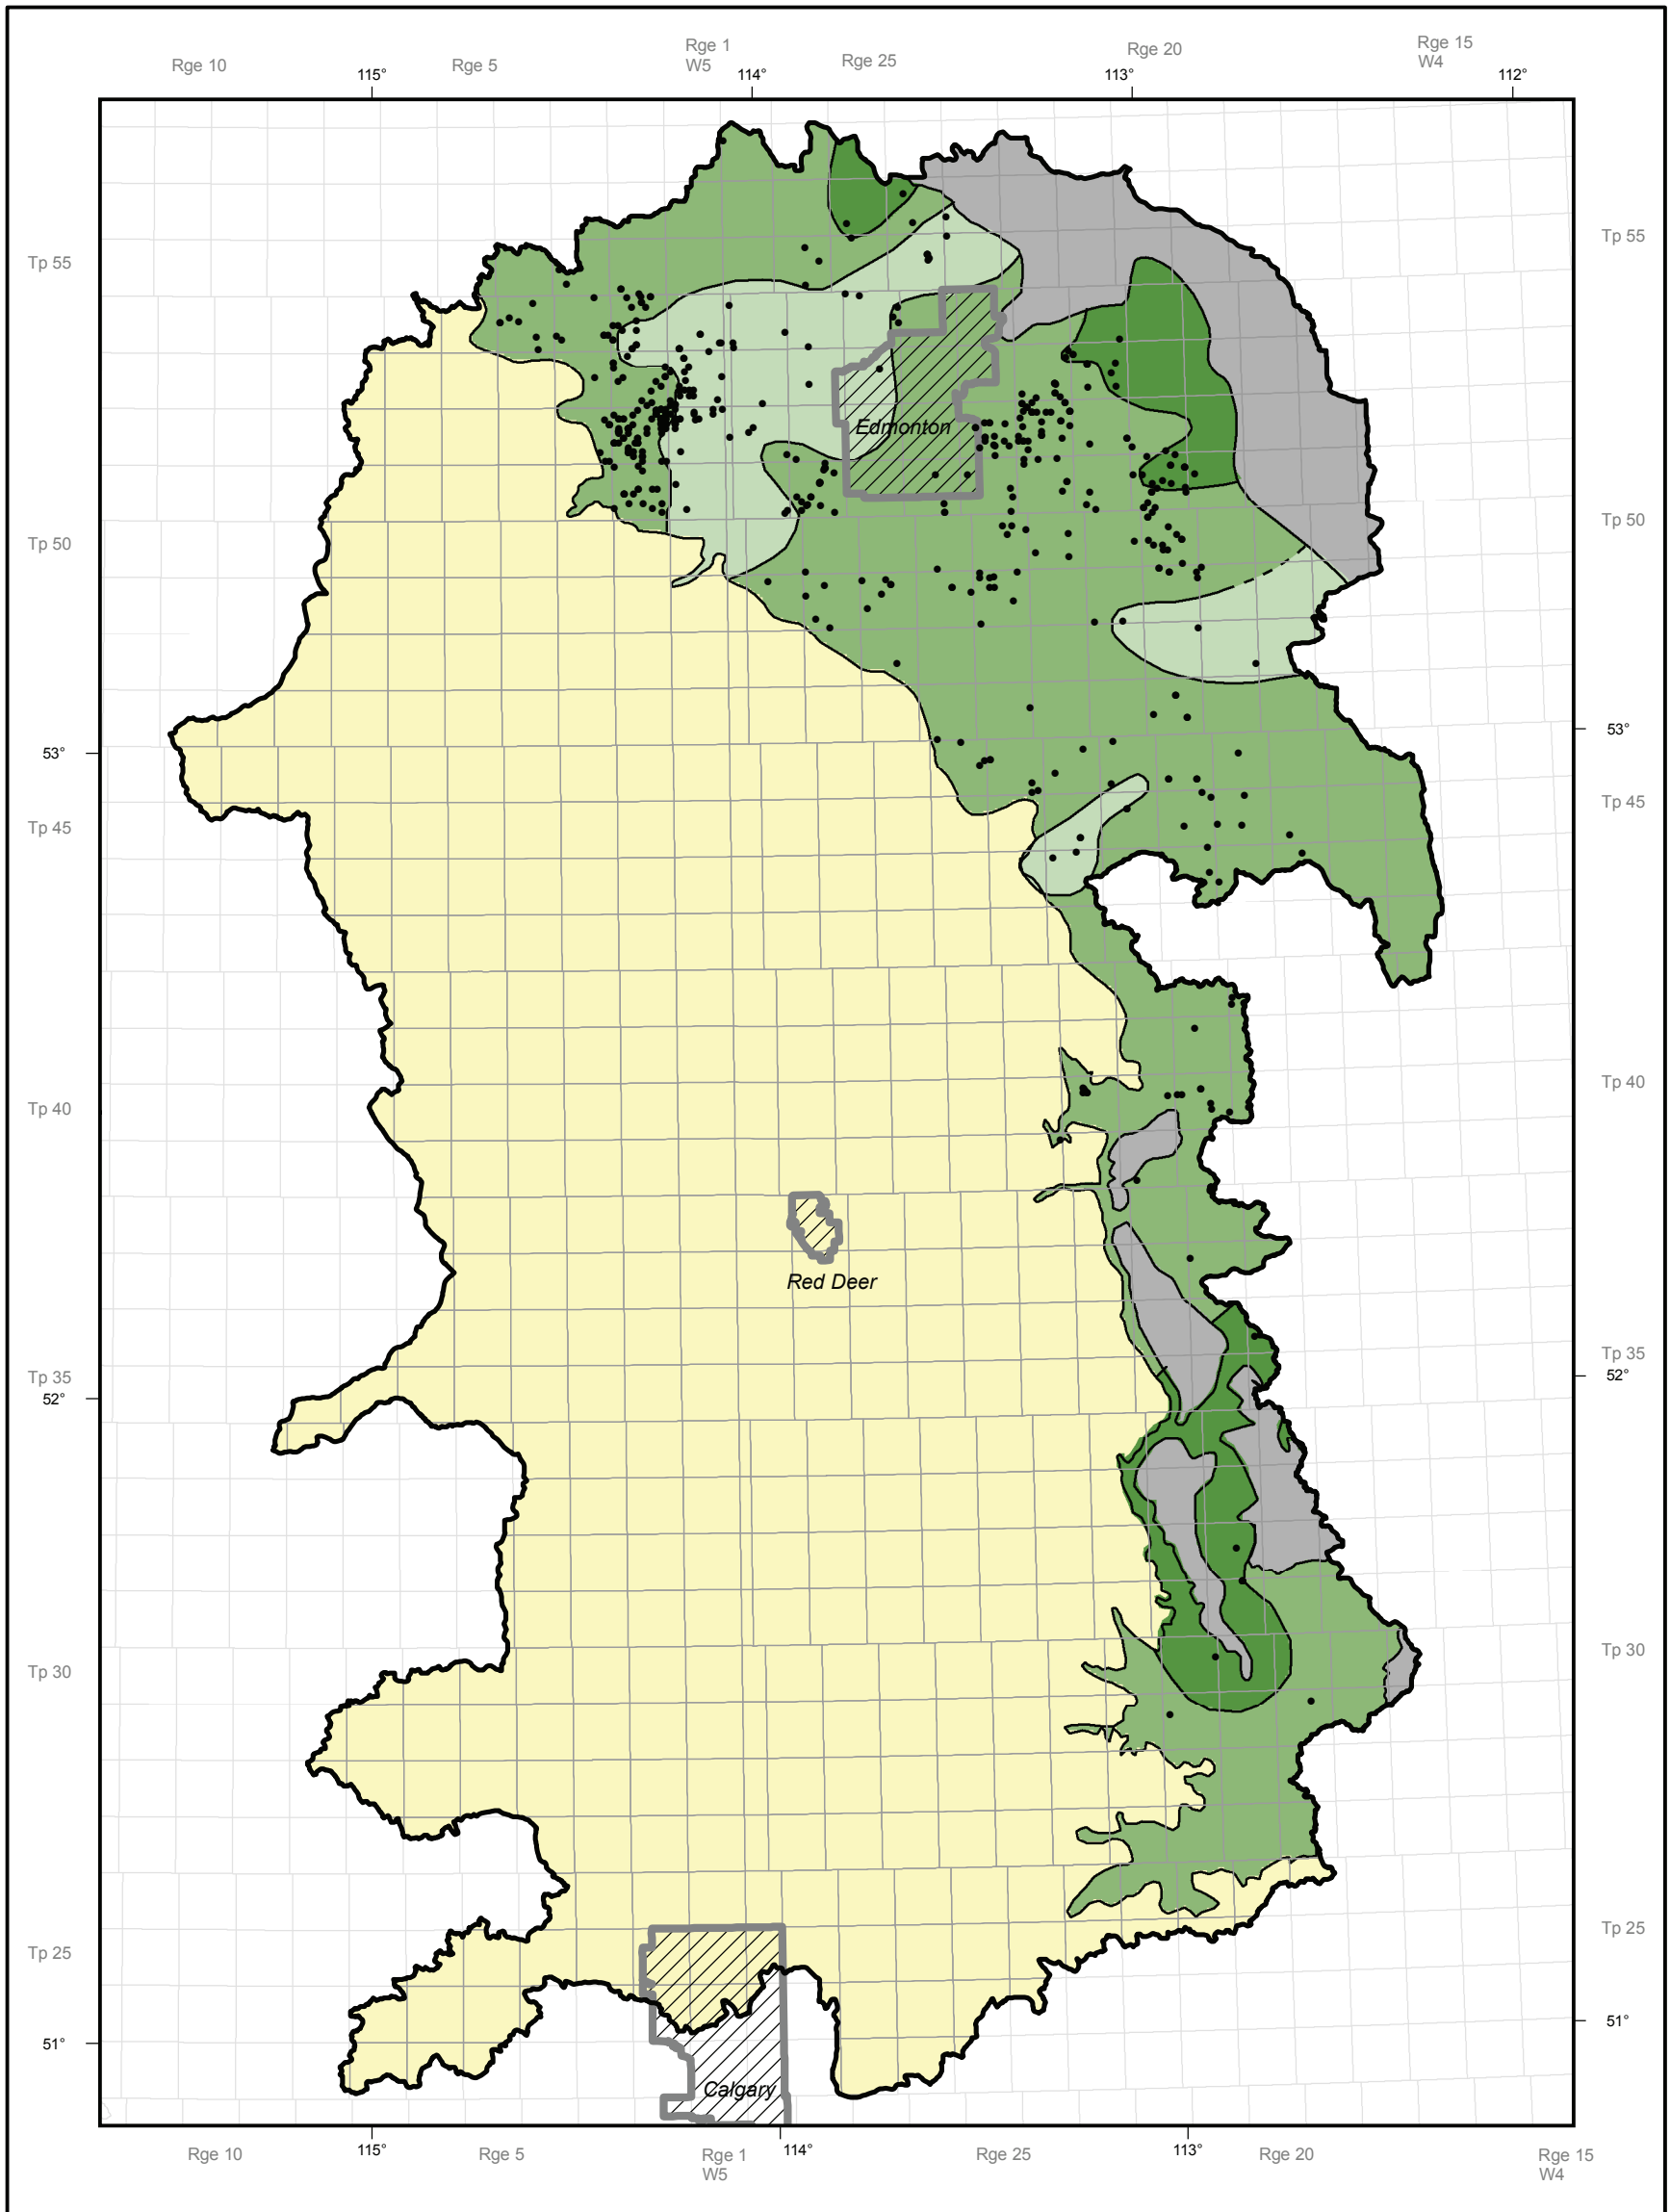 Rge 10
Rge 5
Rge 1
W5
Rge 25
Rge 20
Rge 15
W4
115°
114°
113°
112°
Tp 55
Tp 55
Edmonton
Tp 50
Tp 50
53°
53°
Tp 45
Tp 45
Tp 40
Tp 40
Red Deer
Tp 35
Tp 35
52°
52°
Tp 30
Tp 30
Tp 25
Tp 25
51°
51°
Calgary
115°
114°
113°
Rge 10
Rge 5
Rge 1
W5
Rge 25
Rge 20
Rge 15
W4